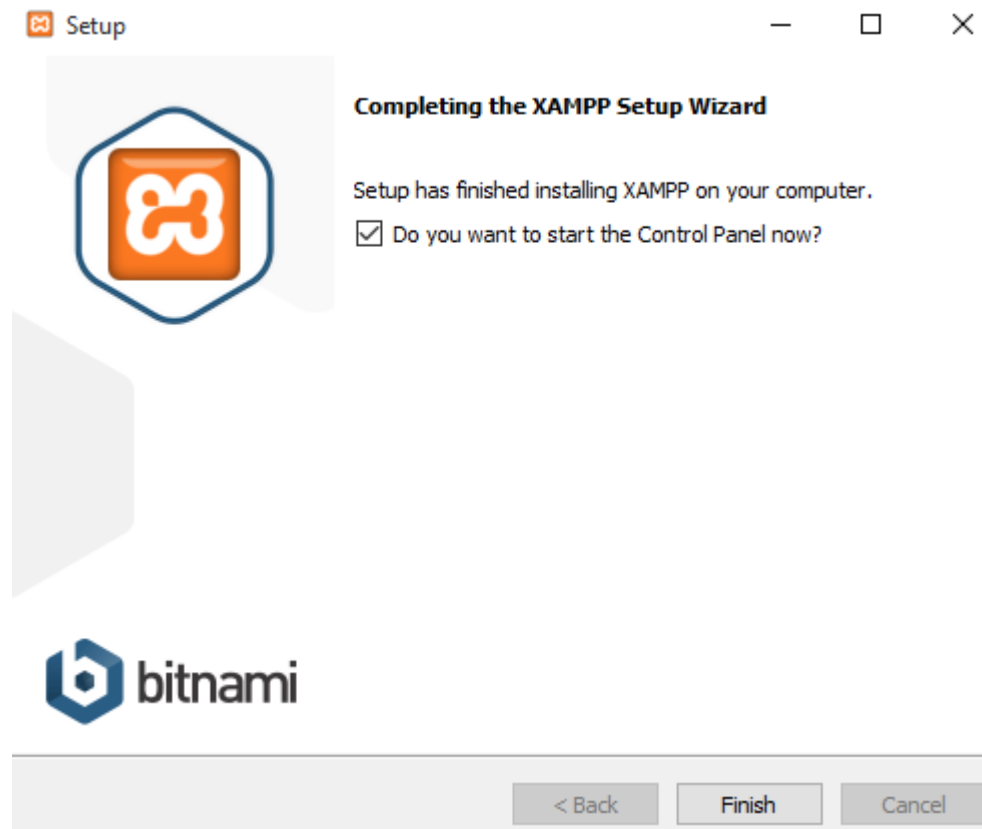 Setup
Completing the XAMPP Setup Wizard
Setup has finished installing XAMPP on your computer.
Do you want to start the Control Panel now?
bitnami
< Back
Finish
Cancel